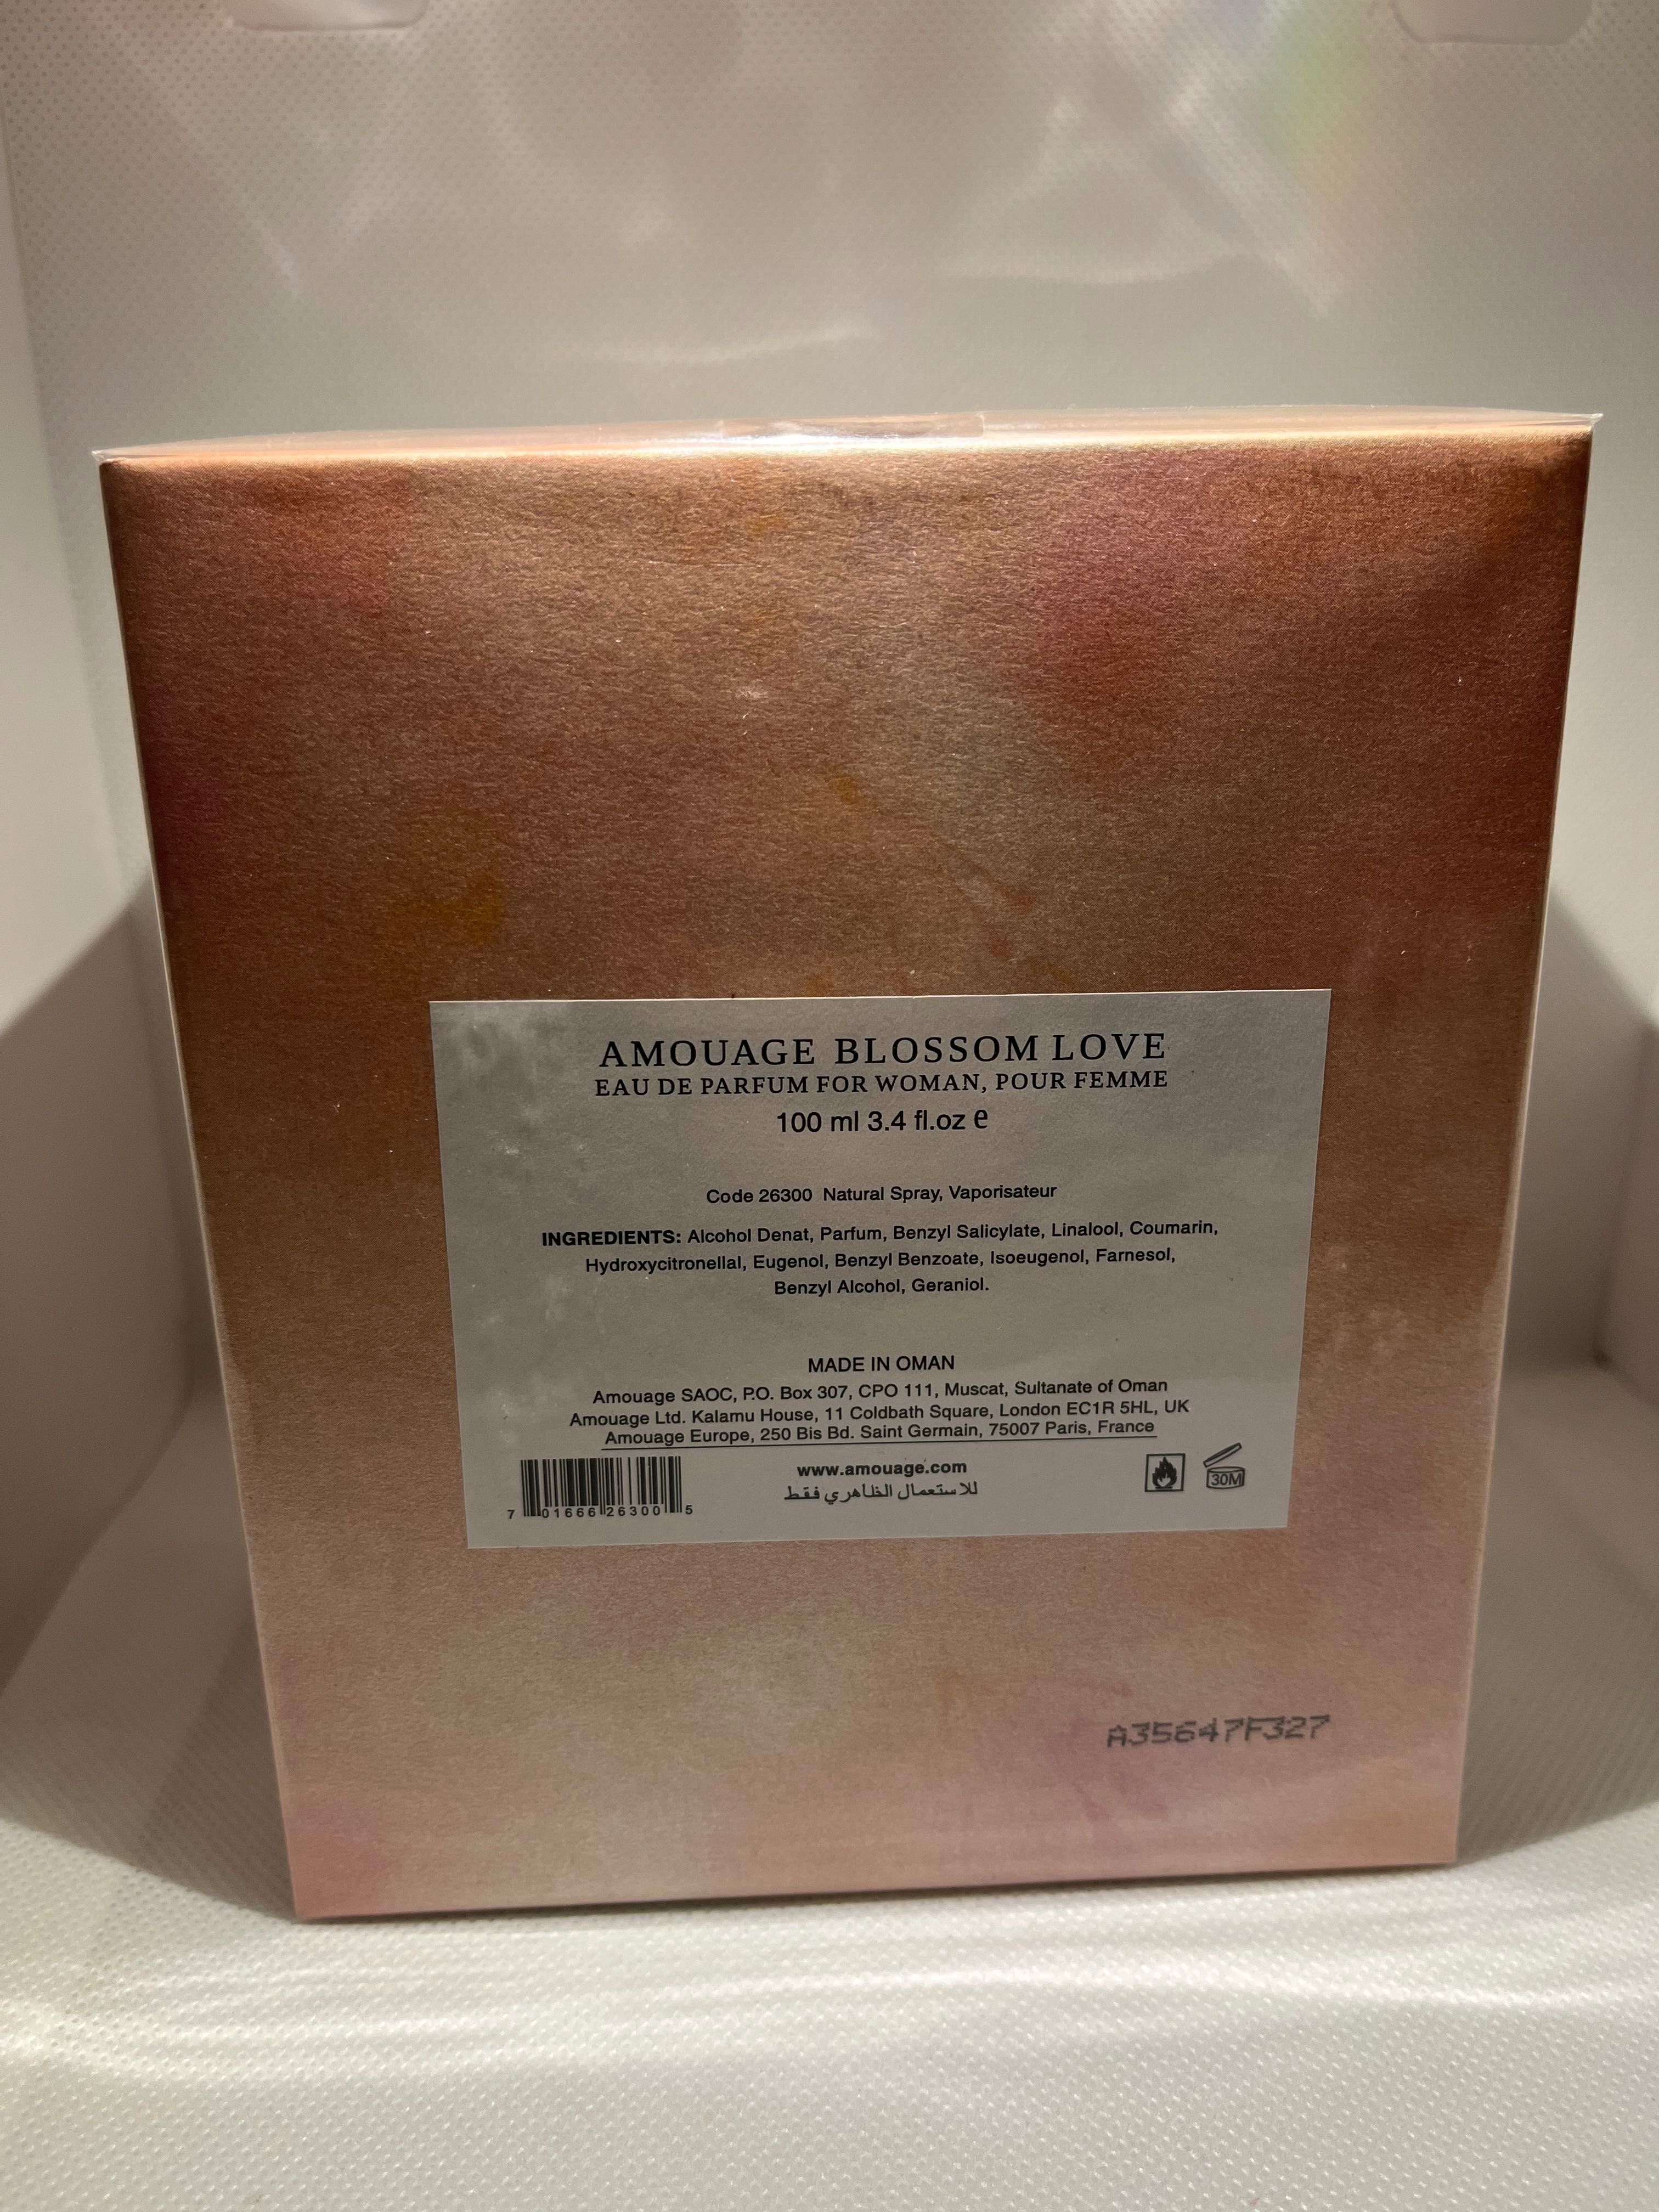 AMOUAGE BLOSSOM LOVE
EAU DE PARFUM FOR WOMAN, POUR FEMME
100 ml 3.4 fl.oz e
Code 26300 Natural Spray, Vaporisateur
INGREDIENTS: Alcohol Denat, Parfum, Benzyl Salicylate, Linalool, Coumarin,
Hydroxycitronellal, Eugenol, Benzyl Benzoate, Isoeugenol, Farnesol,
Benzyl Alcohol, Geraniol.
MADE IN OMAN
Amouage SAOC, P.O. Box 307, CPO 111, Muscat, Sultanate of Oman
Amouage Ltd. Kalamu House, 11 Coldbath Square, London EC1R 5HL, UK
Amouage Europe, 250 Bis Bd. Saint Germain, 75007 Paris, France
www.amouage.com
للاستعمال الظاهري فقط
7 01666 26300 5
30M
A35647F327